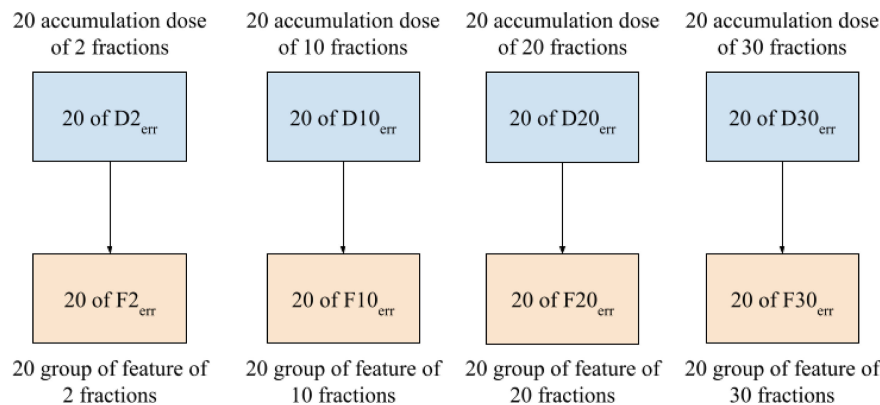 20 accumulation dose
of 2 fractions
20 accumulation dose
of 10 fractions
20 accumulation dose
of 20 fractions
20 accumulation dose
of 30 fractions
20 of D2err
20 of D10err
20 of D20err
20 of D30err
20 of F2err
20 of F10err
20 of F20err
20 of F30err
20 group of feature of
2 fractions
20 group of feature of
10 fractions
20 group of feature of
20 fractions
20 group of feature of
30 fractions